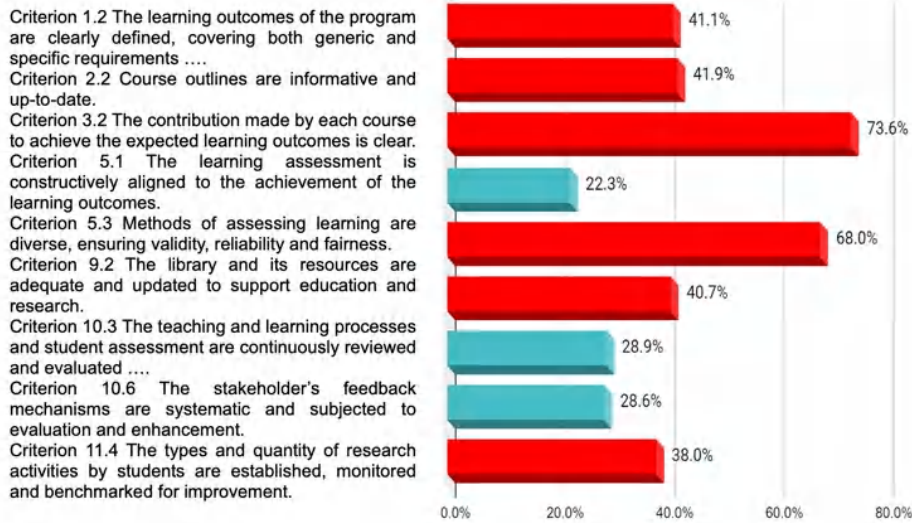 Criterion 1.2 The learning outcomes of the program
are clearly defined, covering both generic and
specific requirements ….
Criterion 2.2 Course outlines are informative and
up-to-date.
Criterion 3.2 The contribution made by each course
to achieve the expected learning outcomes is clear.
Criterion 5.1 The learning assessment is
constructively aligned to the achievement of the
learning outcomes.
Criterion 5.3 Methods of assessing learning are
diverse, ensuring validity, reliability and fairness.
Criterion 9.2 The library and its resources are
adequate and updated to support education and
research.
Criterion 10.3 The teaching and learning processes
and student assessment are continuously reviewed
and evaluated ….
Criterion 10.6 The stakeholder's feedback
mechanisms are systematic and subjected to
evaluation and enhancement.
Criterion 11.4 The types and quantity of research
activities by students are established, monitored
and benchmarked for improvement.
41.1%
41.9%
73.6%
22.3%
68.0%
40.7%
28.9%
28.6%
38.0%
0.0% 20.0% 40.0% 60.0% 80.0%